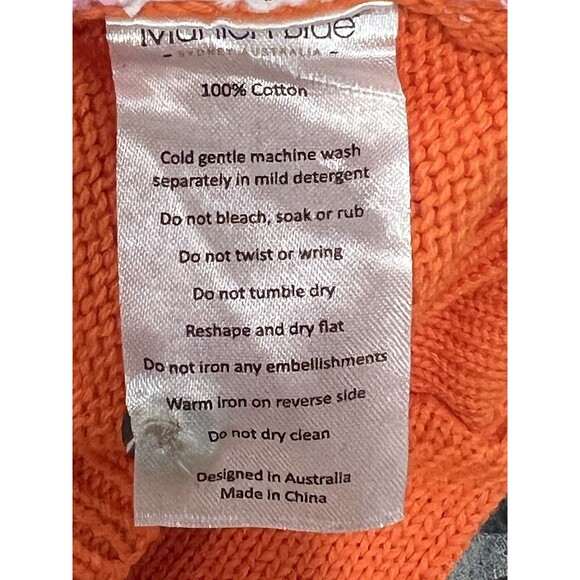 - SYDNEY AUSTRALIA -
100% Cotton
Cold gentle machine wash
separately in mild detergent
Do not bleach, soak or rub
Do not twist or wring
Do not tumble dry
Reshape and dry flat
Do not iron any embellishments
Warm iron on reverse side
Do not dry clean
Designed in Australia
Made in China